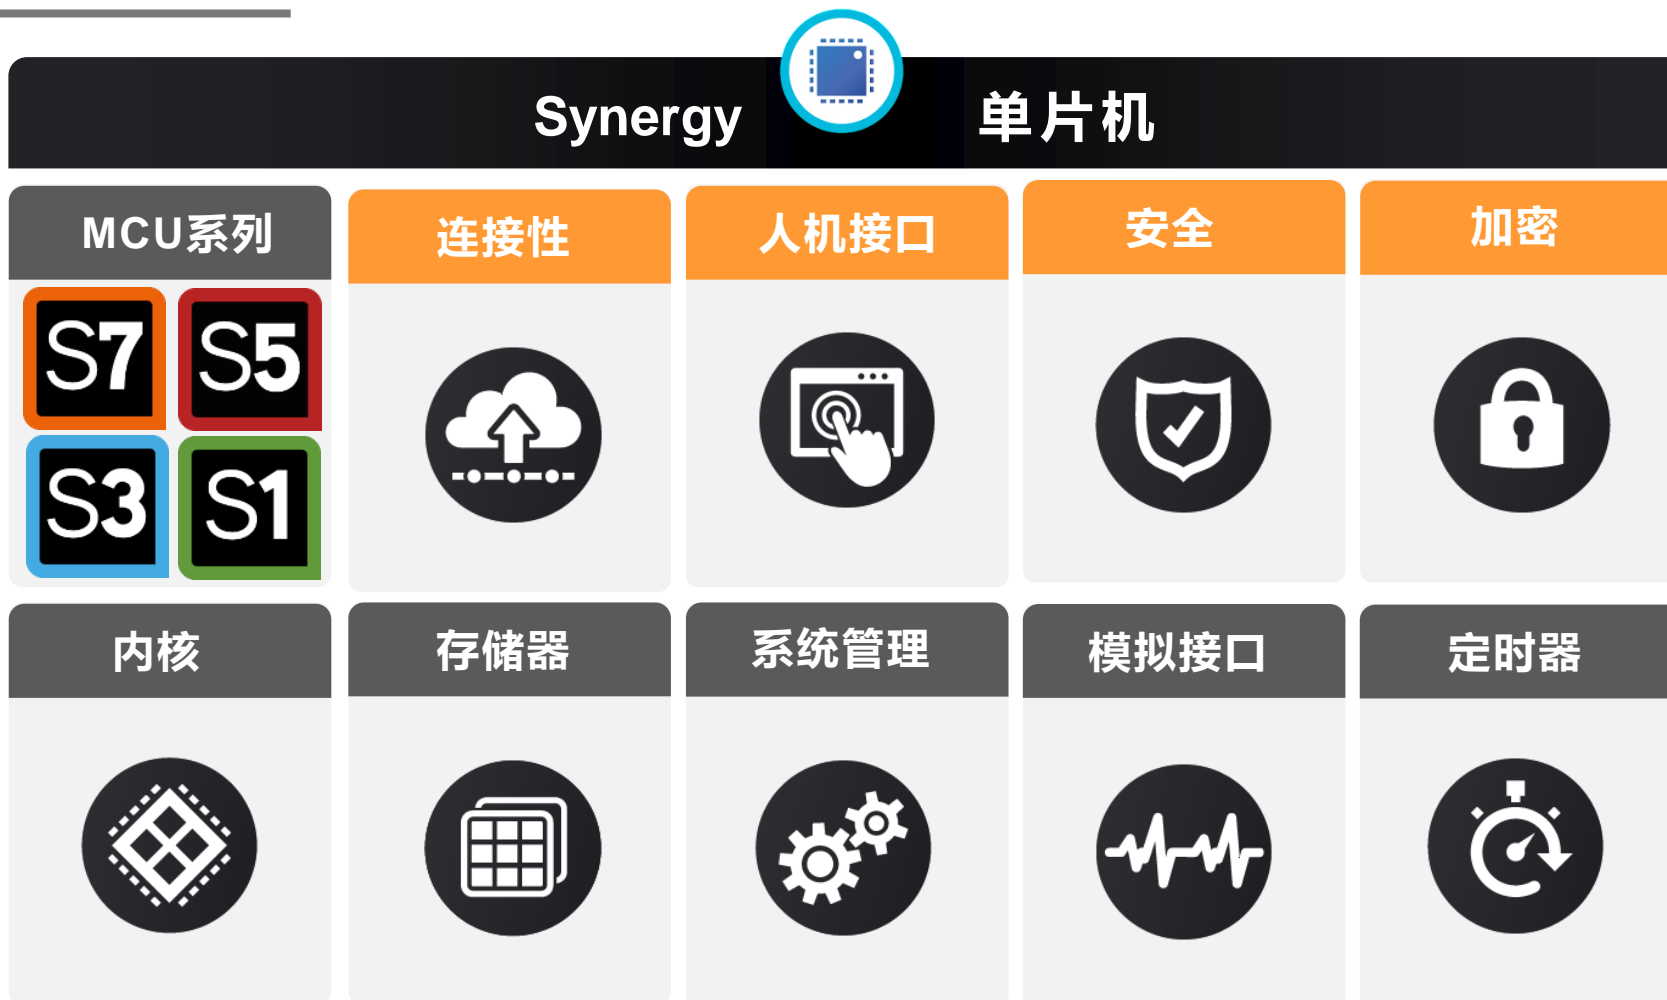 Synergy 单片机
MCU系列
连接性
人机接口
安全
加密
S7
S5
S3
S1
内核
存储器
系统管理
模拟接口
定时器